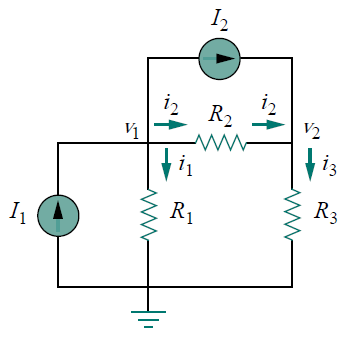 I₂
i₂ R₂ i₂
v₁ v₂
i₁ i₃
I₁ R₁ R₃